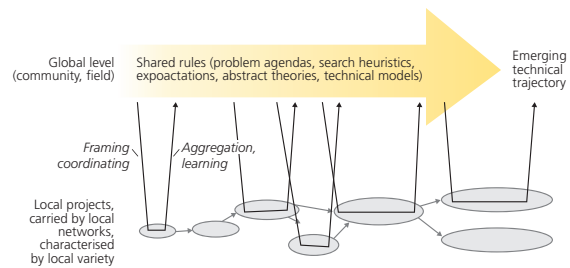 Global level
(community, field)
Shared rules (problem agendas, search heuristics,
expoactations, abstract theories, technical models)
Emerging
technical
trajectory
Framing
coordinating
Aggregation,
learning
Local projects,
carried by local
networks,
characterised
by local variety